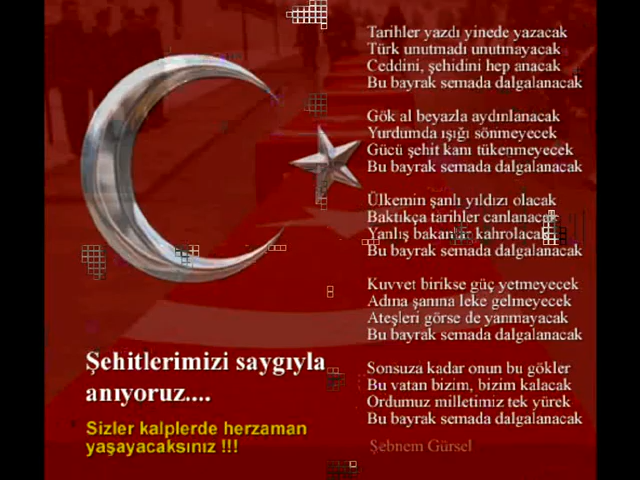 Tarihler yazdı yinede yazacak
Türk unutmadı unutmayacak
Ceddini, şehidini hep anacak
Bu bayrak semada dalgalanacak
Gök al beyazla aydınlanacak
Yurdumda ışığı sönmeyecek
Gücü şehit kanı tükenmeyecek
Bu bayrak semada dalgalanacak
Ülkemin şanlı yıldızı olacak
Baktıkça tarihler canlanacak
Yanlış bakanlar kahrolacak
Bu bayrak semada dalgalanacak
Kuvvet birikse güç yetmeyecek
Adına şanına leke gelmeyecek
Ateşleri görse de yanmayacak
Bu bayrak semada dalgalanacak
Sonsuza kadar onun bu gökler
Bu vatan bizim, bizim kalacak
Ordumuz milletimiz tek yürek
Bu bayrak semada dalgalanacak
Şebnem Gürsel
Şehitlerimizi saygıyla
anıyoruz....
Sizler kalplerde herzaman
yaşayacaksınız !!!